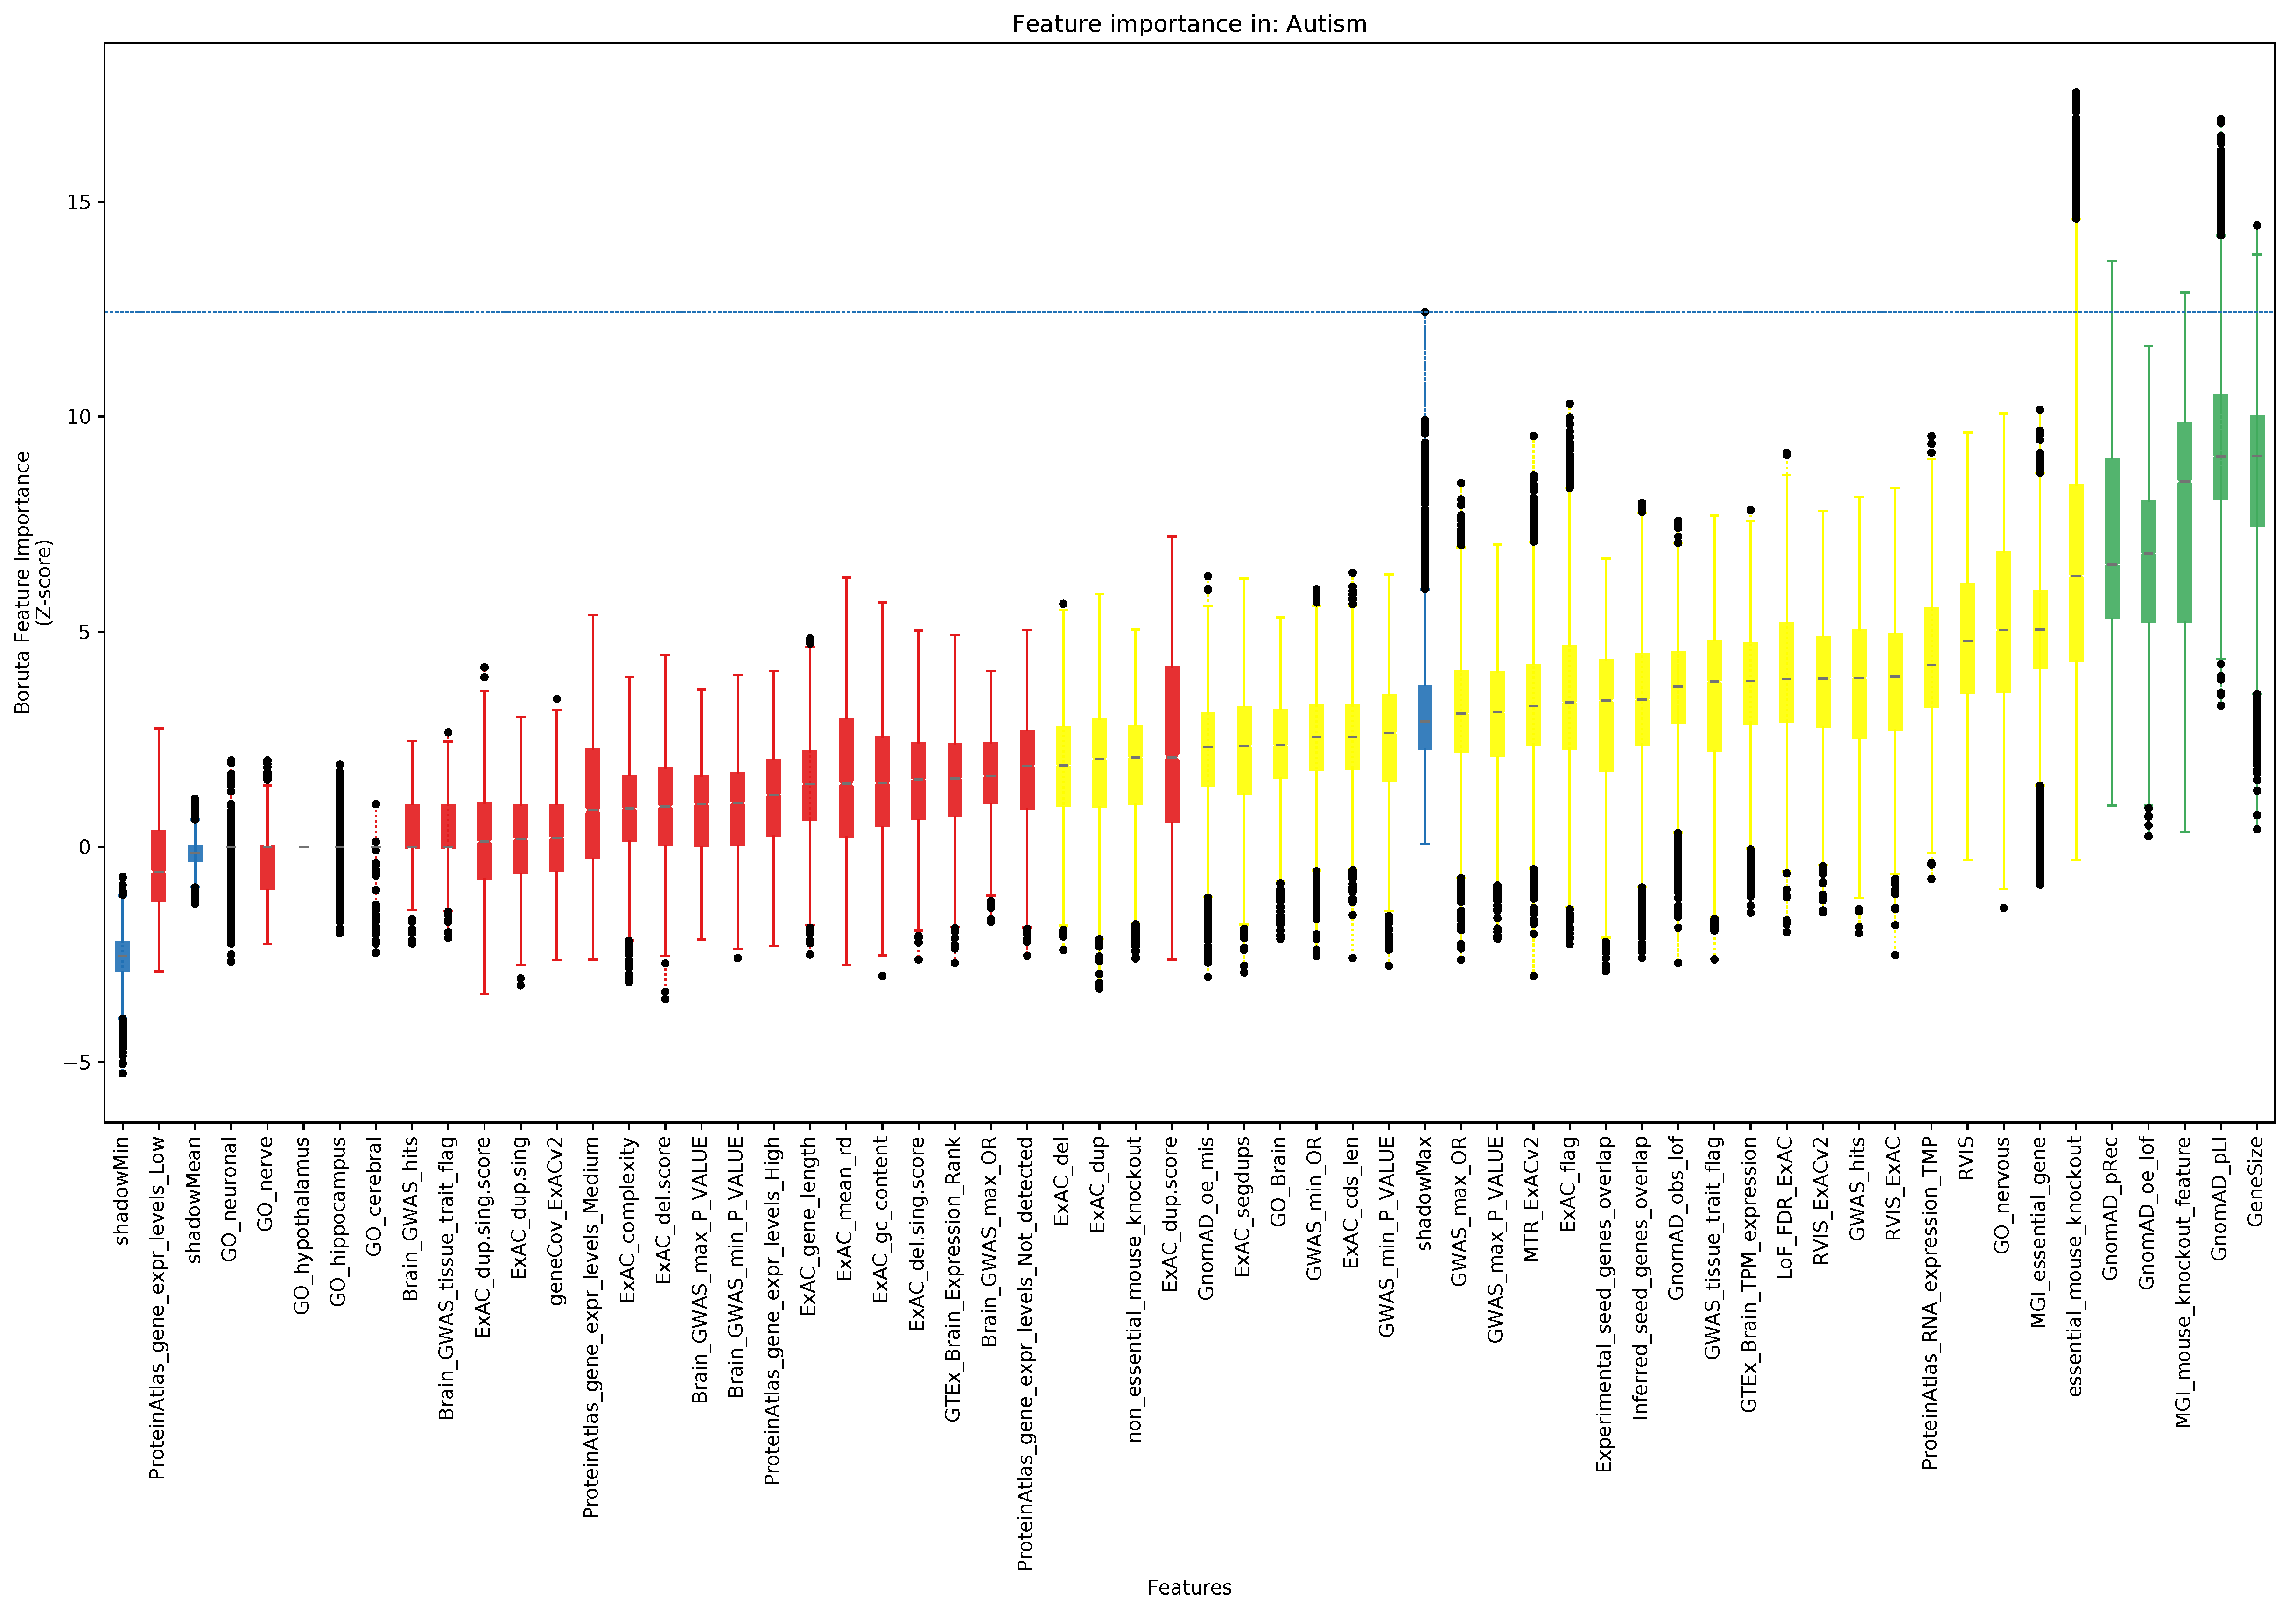 Feature importance in: Autism
Boruta Feature Importance
(Z-score)
15
10
5
0
−5
shadowMin
ProteinAtlas_gene_expr_levels_Low
shadowMean
GO_neuronal
GO_nerve
GO_hypothalamus
GO_hippocampus
GO_cerebral
Brain_GWAS_hits
Brain_GWAS_tissue_trait_flag
ExAC_dup.sing.score
ExAC_dup.sing
geneCov_ExACv2
ProteinAtlas_gene_expr_levels_Medium
ExAC_complexity
ExAC_del.score
Brain_GWAS_max_P_VALUE
Brain_GWAS_min_P_VALUE
ProteinAtlas_gene_expr_levels_High
ExAC_gene_length
ExAC_mean_rd
ExAC_gc_content
ExAC_del.sing.score
GTEx_Brain_Expression_Rank
Brain_GWAS_max_OR
ProteinAtlas_gene_expr_levels_Not_detected
ExAC_del
ExAC_dup
non_essential_mouse_knockout
ExAC_dup.score
GnomAD_oe_mis
ExAC_segdups
GO_Brain
GWAS_min_OR
ExAC_cds_len
GWAS_min_P_VALUE
shadowMax
GWAS_max_OR
GWAS_max_P_VALUE
MTR_ExACv2
ExAC_flag
Experimental_seed_genes_overlap
Inferred_seed_genes_overlap
GnomAD_obs_lof
GWAS_tissue_trait_flag
GTEx_Brain_TPM_expression
LoF_FDR_ExAC
RVIS_ExACv2
GWAS_hits
RVIS_ExAC
ProteinAtlas_RNA_expression_TMP
RVIS
GO_nervous
MGI_essential_gene
essential_mouse_knockout
GnomAD_pRec
GnomAD_oe_lof
MGI_mouse_knockout_feature
GnomAD_pLI
GeneSize
Features